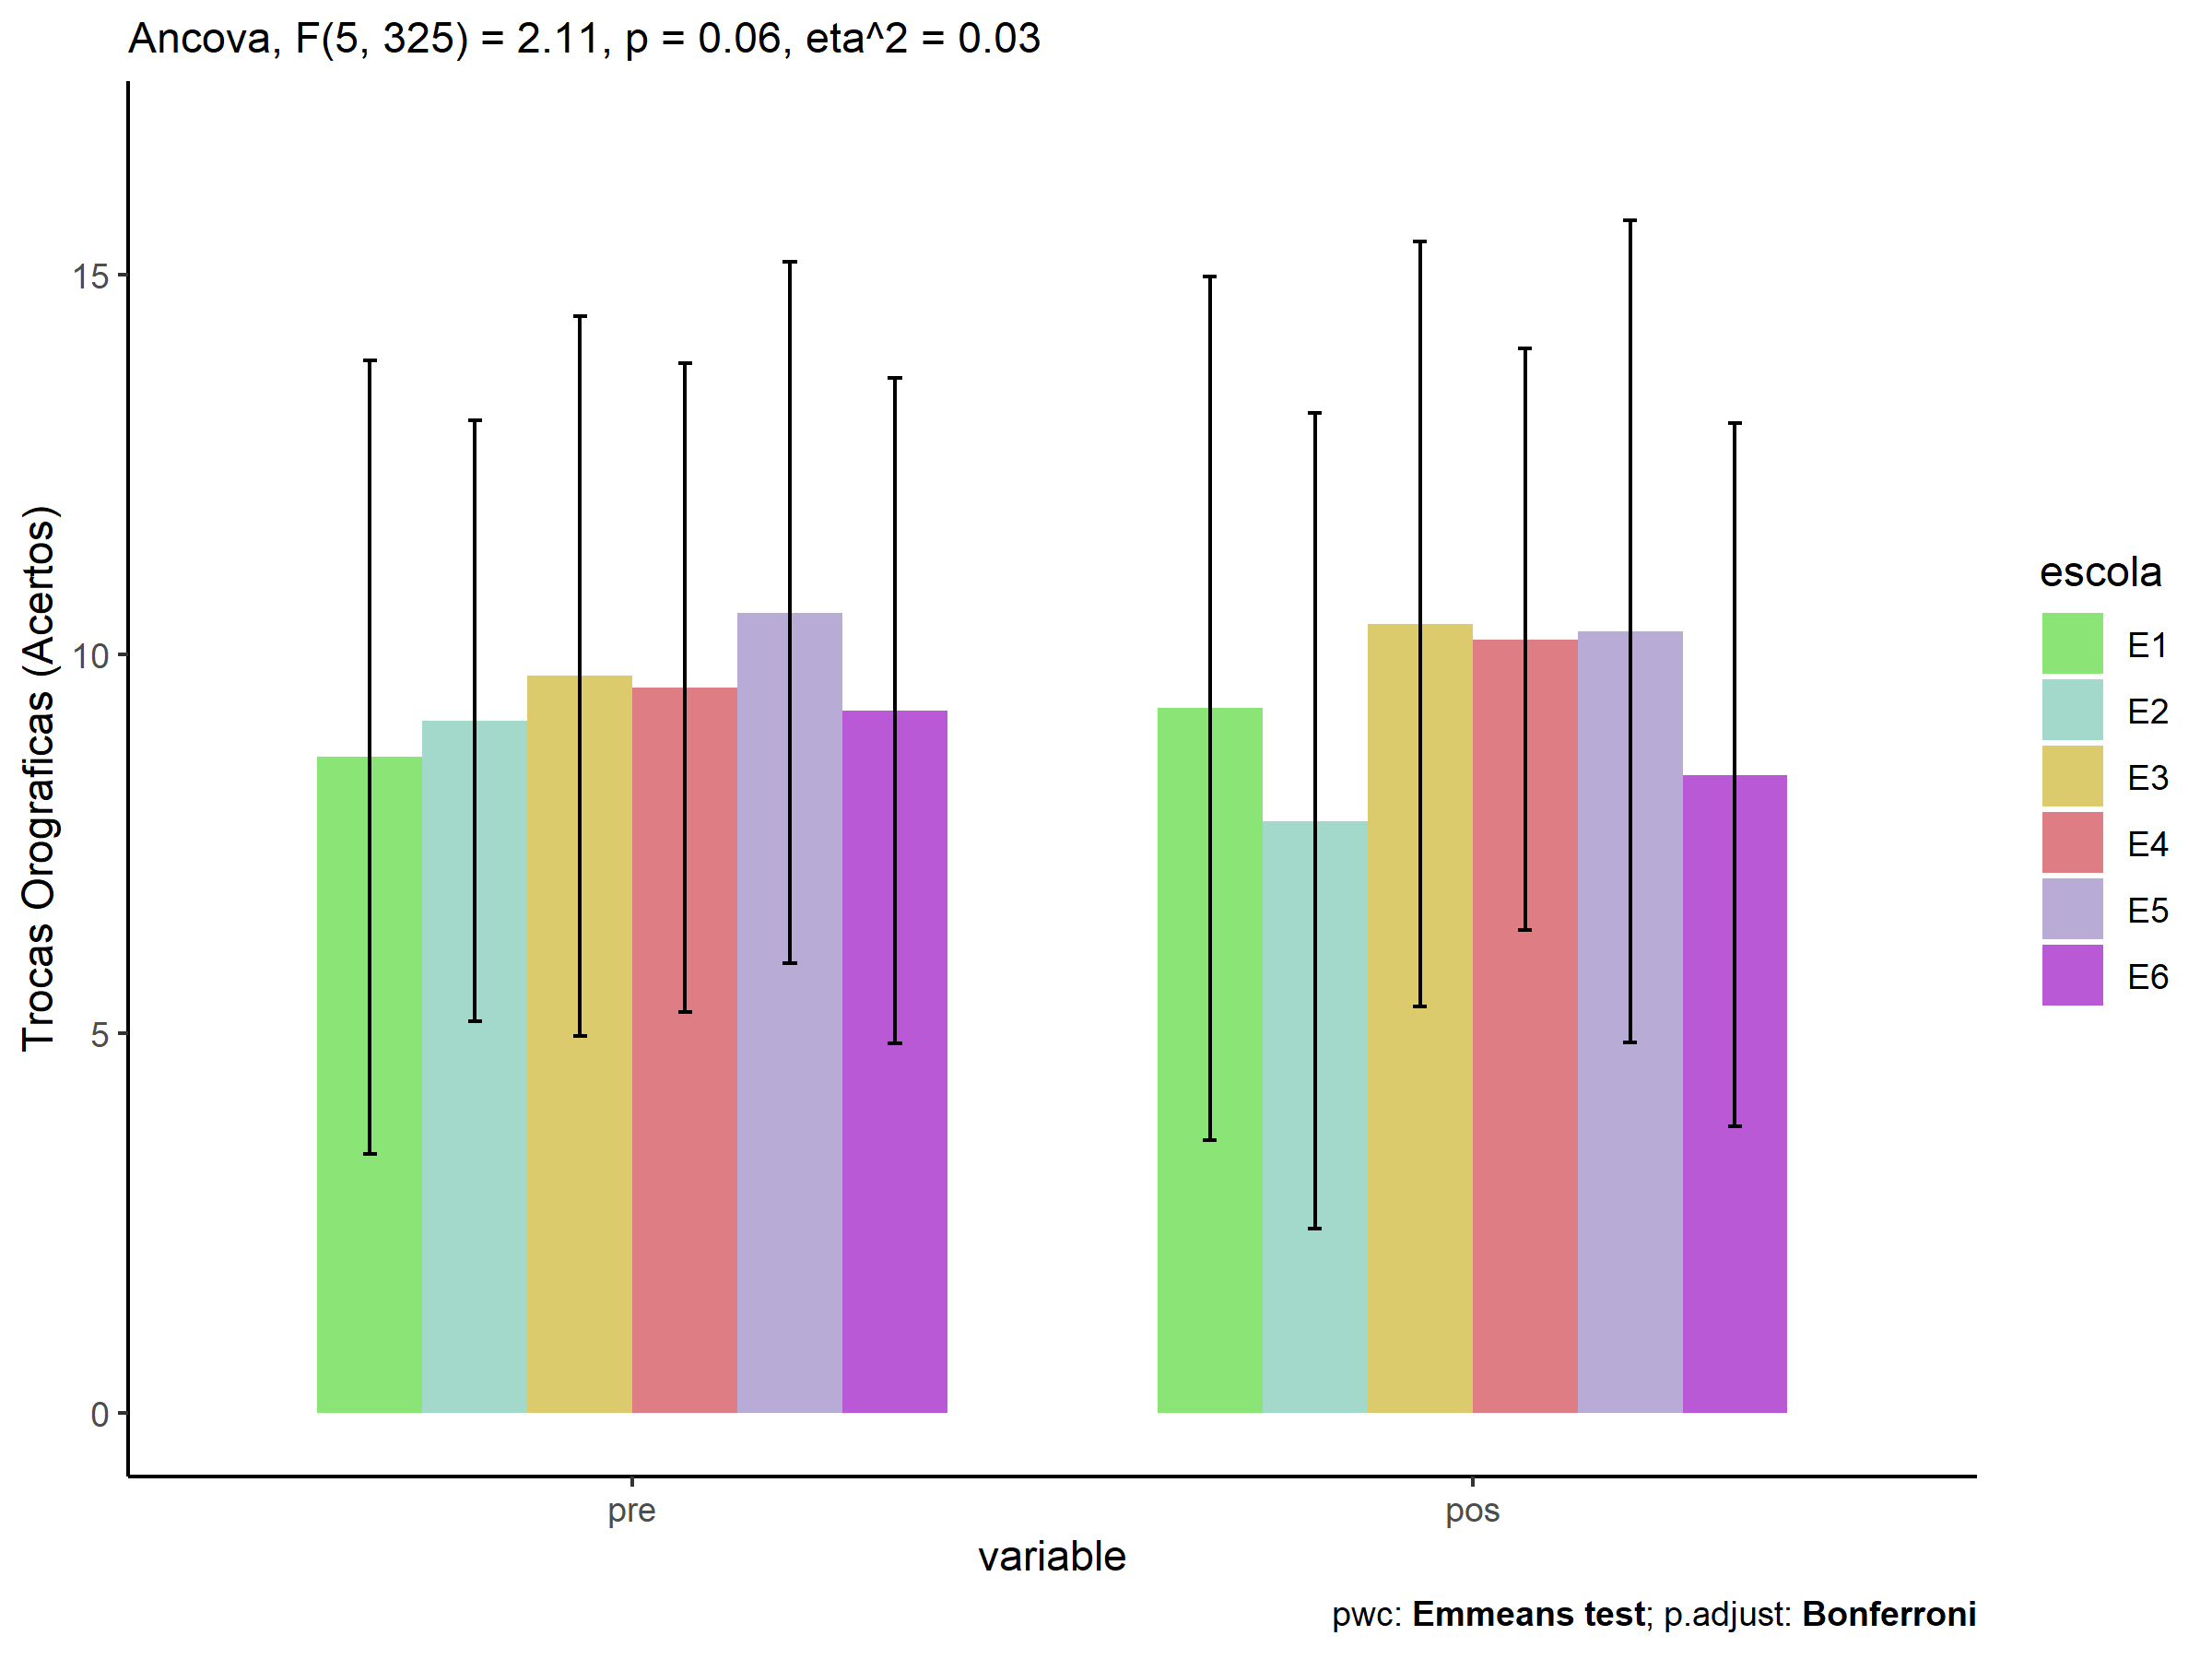 Ancova, F(5, 325) = 2.11, p = 0.06, eta^2 = 0.03
Trocas Orograficas (Acertos)
15
10
5
0
pre
pos
variable
escola
E1
E2
E3
E4
E5
E6
pwc: Emmeans test; p.adjust: Bonferroni